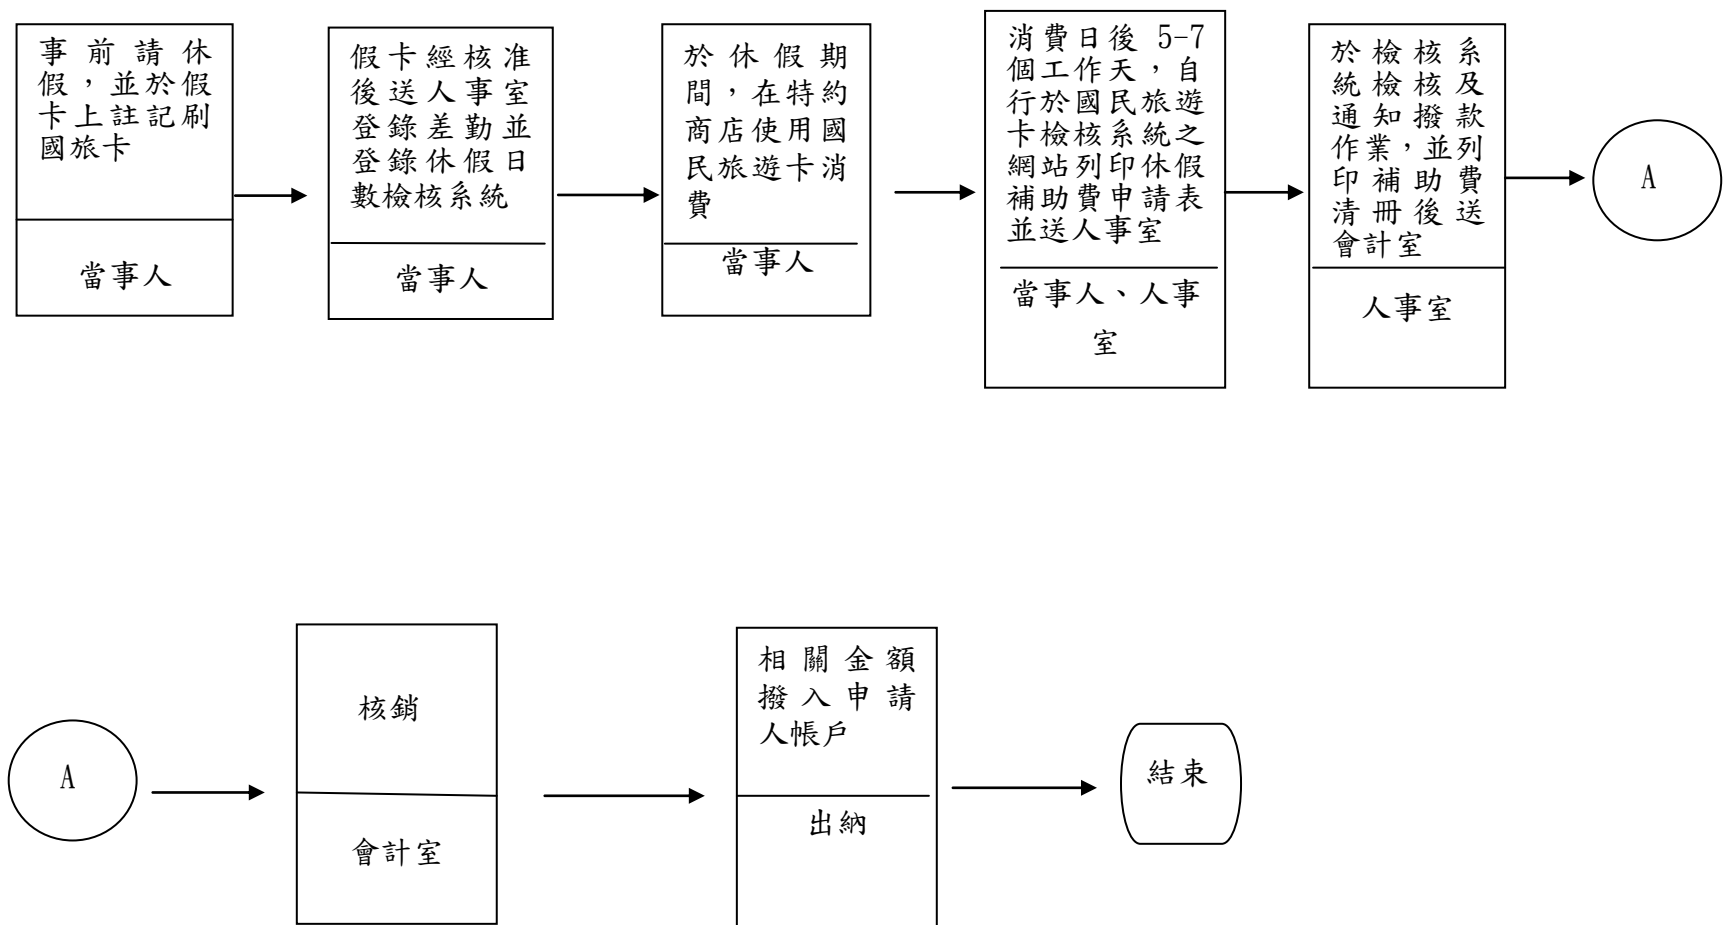 事前請休
假，並於假
卡上註記刷
國旅卡
當事人
假卡經核准
後送人事室
登錄差勤並
登錄休假日
數檢核系統
當事人
於休假期
間，在特約
商店使用國
民旅遊卡消
費
當事人
消費日後 5-7
個工作天，自
行於國民旅遊
卡檢核系統之
網站列印休假
補助費申請表
並送人事室
當事人、人事
室
於檢核系
統檢核及
通知撥款
作業，並列
印補助費
清冊後送
會計室
人事室
A
A
核銷
會計室
相關金額
撥入申請
人帳戶
出納
結束